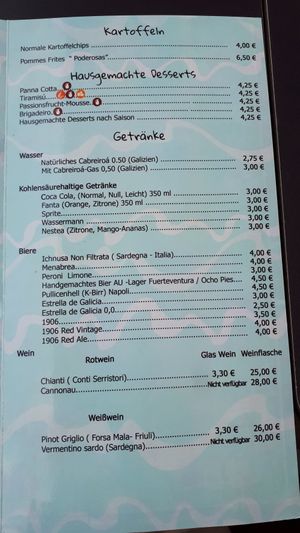 Kartoffeln
Normale Kartoffelchips 4,00 €
Pommes Frites " Poderosas" 6,50 €
Hausgemachte Desserts
Panna Cotta 4,25 €
Tiramisú 4,25 €
Passionsfrucht-Mousse 4,25 €
Brigadeiro 4,25 €
Hausgemachte Desserts nach Saison 4,25 €
Getränke
Wasser
Natürliches Cabreiroá 0.50 (Galizien) 2,75 €
Mit Cabreiroá-Gas 0,50 (Galizien) 3,00 €
Kohlensäurehaltige Getränke
Coca Cola, (Normal, Null, Leicht) 350 ml 3,00 €
Fanta (Orange, Zitrone) 350 ml 3,00 €
Sprite 3,00 €
Wassermann 3,00 €
Nestea (Zitrone, Mango-Ananas) 3,00 €
Biere
Ichnusa Non Filtrata ( Sardegna - Italia) 4,00 €
Menabrea 4,00 €
Peroni Limone 3,00 €
Handgemachtes Bier AU -Lager Fuerteventura / Ocho Pies 4,50 €
Pullicenhell (K-Birr) Napoli 4,50 €
Estrella de Galicia 3,00 €
Estrella de Galicia 0,0 2,50 €
1906 3,50 €
1906 Red Vintage 4,00 €
1906 Red Ale 4,00 €
Wein
Rotwein Glas Wein Weinflasche
Chianti ( Conti Serristori) 3,30 € 25,00 €
Cannonau Nicht verfügbar 28,00 €
Weißwein
Pinot Griglio ( Forsa Mala- Friuli) 3,30 € 26,00 €
Vermentino sardo (Sardegna) Nicht verfügbar 30,00 €